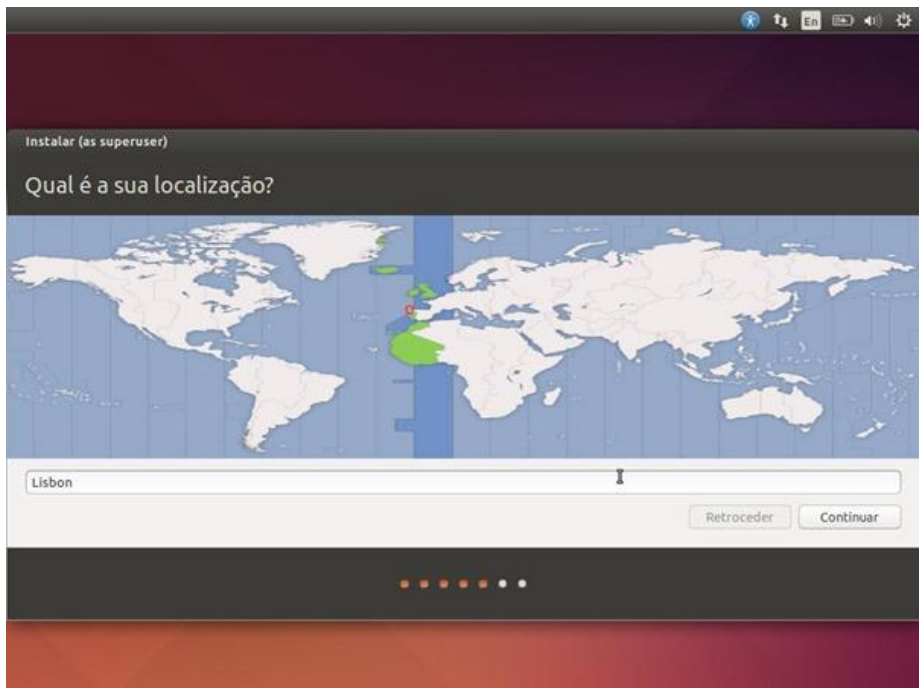 En
Instalar (as superuser)
Qual é a sua localização?
Lisbon
Retroceder
Continuar